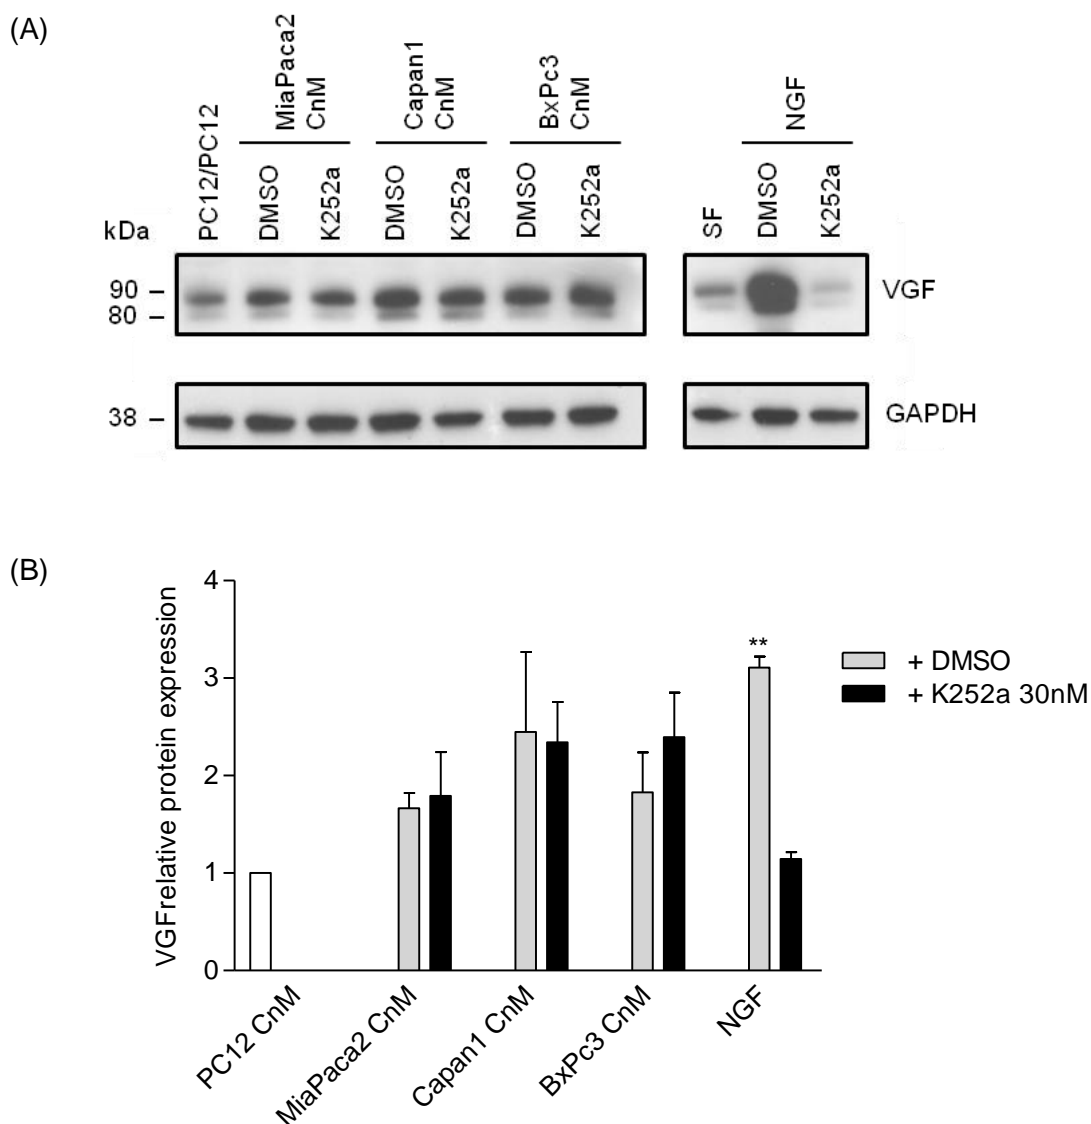 (A)
MiaPaca2
CnM
Capan1
CnM
BxPc3
CnM
NGF
PC12/PC12
DMSO
K252a
DMSO
K252a
DMSO
K252a
SF
DMSO
K252a
kDa
90
80
VGF
38
GAPDH
(B)
VGFrelative protein expression
4
3
2
1
0
**
+ DMSO
+ K252a 30nM
PC12 CnM
MiaPaca2 CnM
Capan1 CnM
BxPc3 CnM
NGF